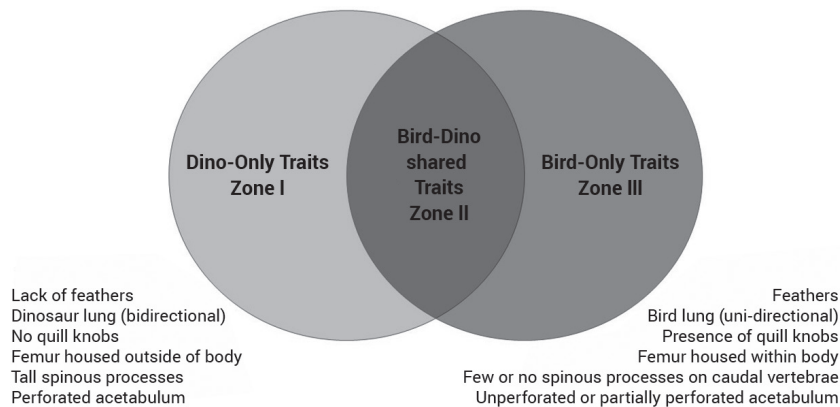 Dino-Only Traits
Zone I
Bird-Dino
shared
Traits
Zone II
Bird-Only Traits
Zone III
Lack of feathers
Dinosaur lung (bidirectional)
No quill knobs
Femur housed outside of body
Tall spinous processes
Perforated acetabulum
Feathers
Bird lung (uni-directional)
Presence of quill knobs
Femur housed within body
Few or no spinous processes on caudal vertebrae
Unperforated or partially perforated acetabulum